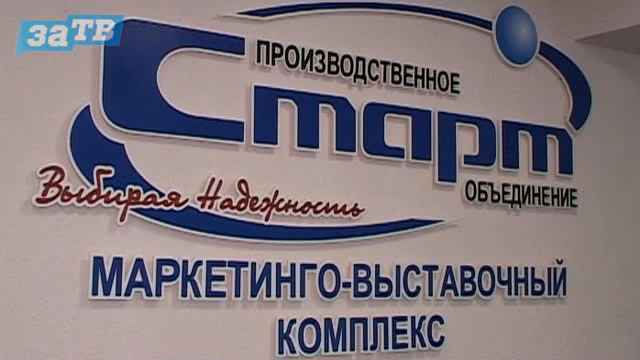 заТВ
ПРОИЗВОДСТВЕННОЕ
Старт
ОБЪЕДИНЕНИЕ
Выбирая Надежность
МАРКЕТИНГО-ВЫСТАВОЧНЫЙ
КОМПЛЕКС